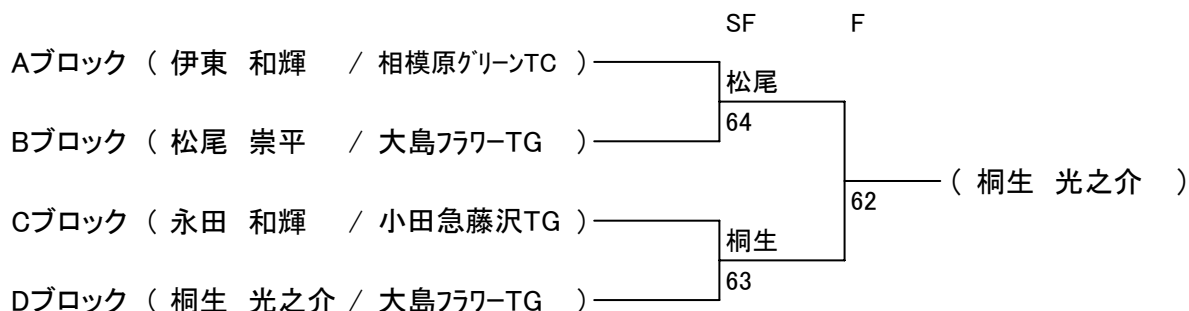 SF F
Aブロック ( 伊東 和輝 / 相模原ｸﾞﾘｰﾝTC )
松尾
64
Bブロック ( 松尾 崇平 / 大島ﾌﾗﾜｰTG )
( 桐生 光之介 )
62
Cブロック ( 永田 和輝 / 小田急藤沢TG )
桐生
63
Dブロック ( 桐生 光之介 / 大島ﾌﾗﾜｰTG )